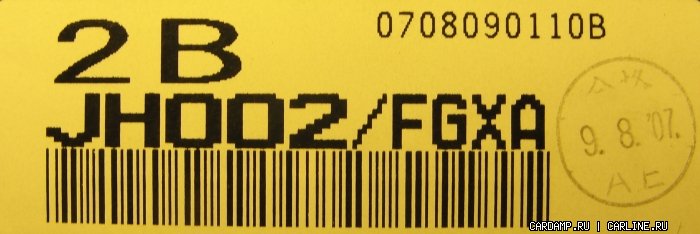 0708090110B
2B
JH002/FGXA
9.8.'07.
A E
CARDAMP.RU | CARLINE.RU